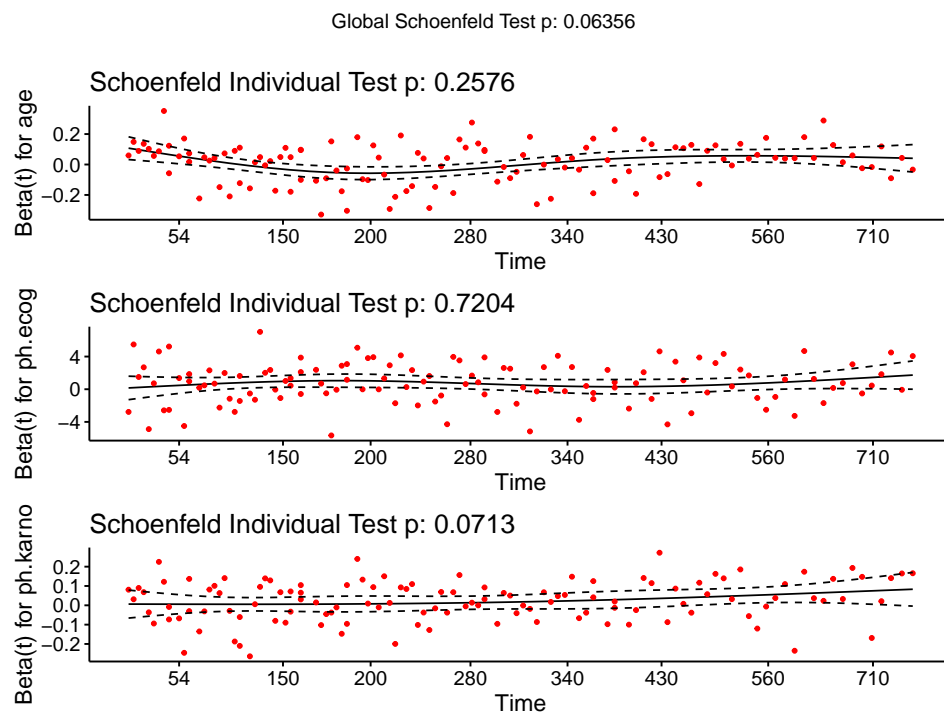 Global Schoenfeld Test p: 0.06356
Schoenfeld Individual Test p: 0.2576
Beta(t) for age
0.2
0.0
−0.2
54 150 200 280 340 430 560 710
Time
Schoenfeld Individual Test p: 0.7204
Beta(t) for ph.ecog
4
0
−4
54 150 200 280 340 430 560 710
Time
Schoenfeld Individual Test p: 0.0713
Beta(t) for ph.karno
0.2
0.1
0.0
−0.1
−0.2
54 150 200 280 340 430 560 710
Time